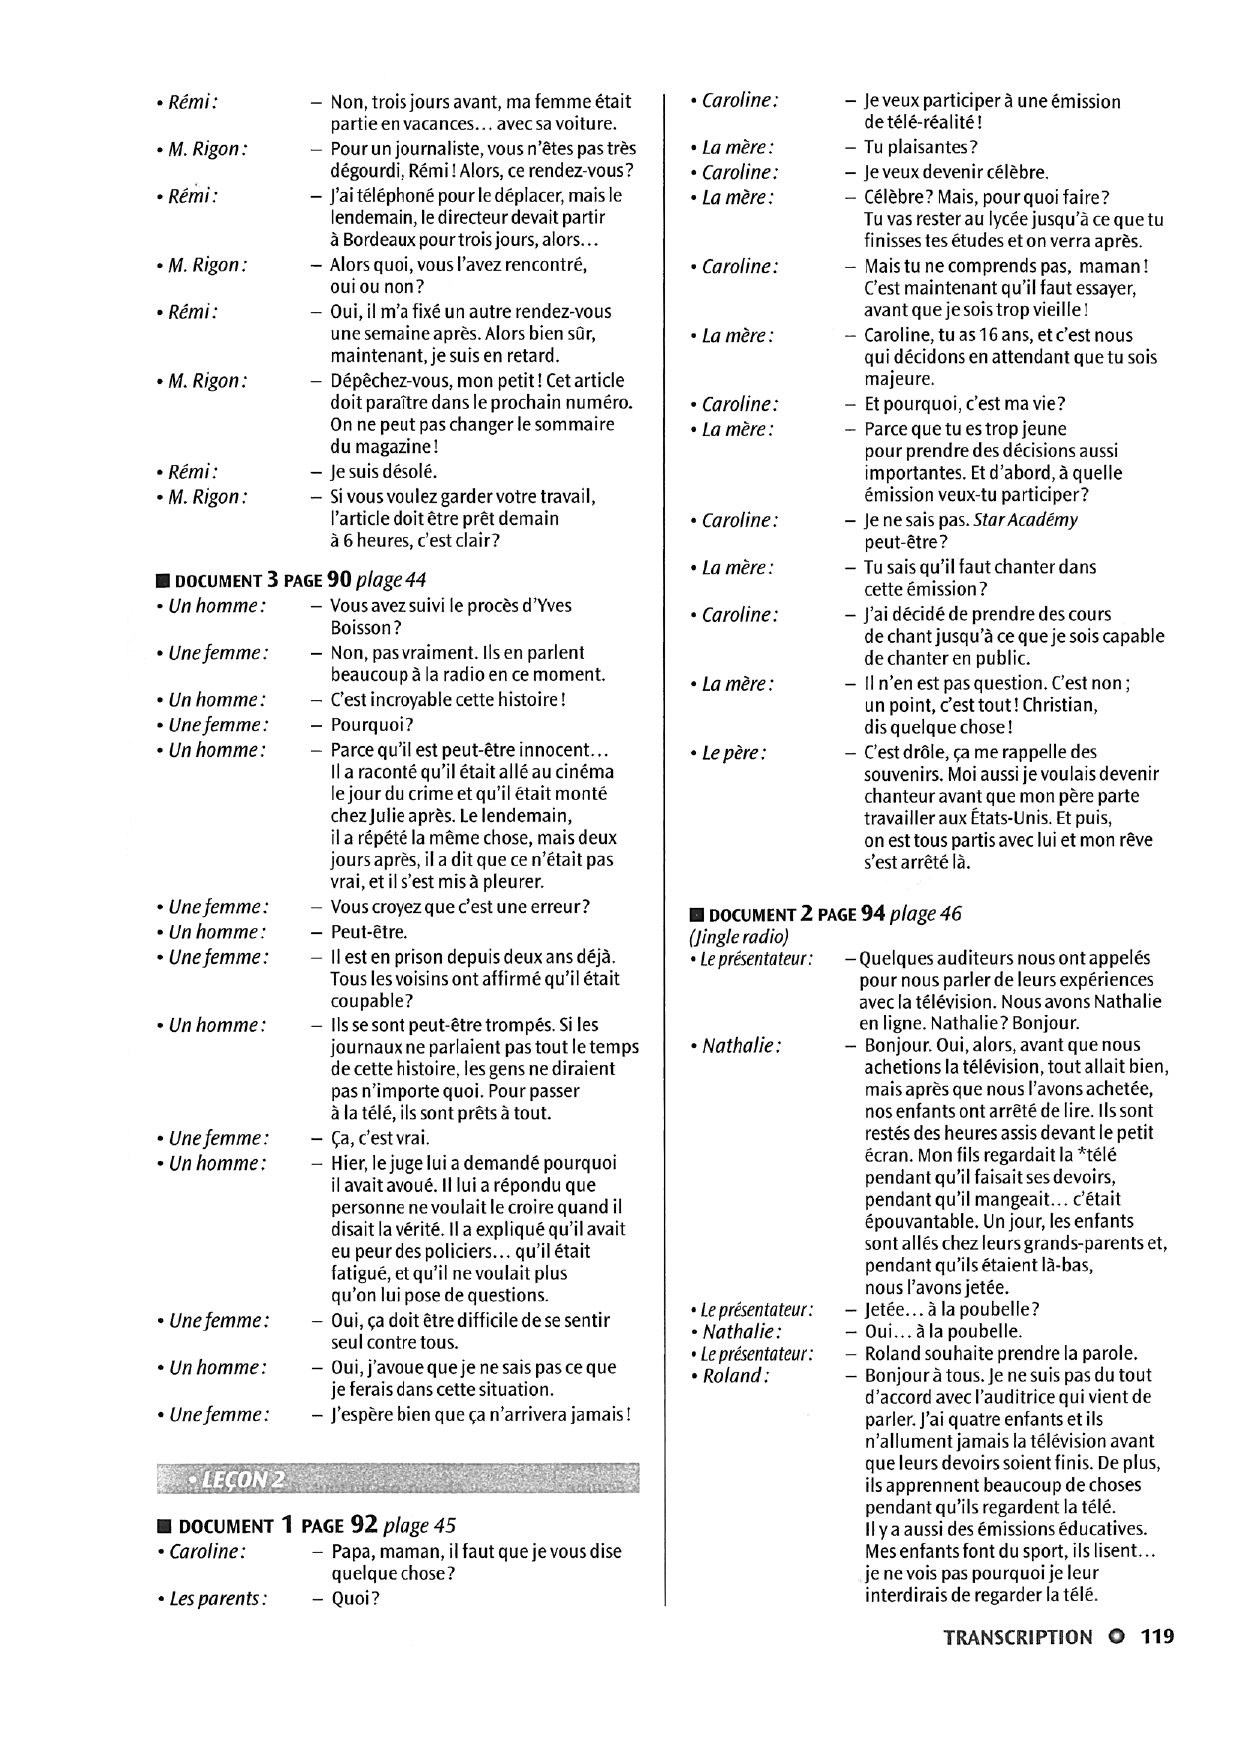 • Rémi : – Non, trois jours avant, ma femme était
partie en vacances... avec sa voiture.
• M. Rigon : – Pour un journaliste, vous n'êtes pas très
dégourdi, Rémi ! Alors, ce rendez-vous ?
• Rémi : – J'ai téléphoné pour le déplacer, mais le
lendemain, le directeur devait partir
à Bordeaux pour trois jours, alors...
• M. Rigon : – Alors quoi, vous l'avez rencontré,
oui ou non ?
• Rémi : – Oui, il m'a fixé un autre rendez-vous
une semaine après. Alors bien sûr,
maintenant, je suis en retard.
• M. Rigon : – Dépêchez-vous, mon petit ! Cet article
doit paraître dans le prochain numéro.
On ne peut pas changer le sommaire
du magazine !
• Rémi : – Je suis désolé.
• M. Rigon : – Si vous voulez garder votre travail,
l'article doit être prêt demain
à 6 heures, c'est clair ?
■ DOCUMENT 3 PAGE 90 plage 44
• Un homme : – Vous avez suivi le procès d'Yves
Boisson ?
• Une femme : – Non, pas vraiment. Ils en parlent
beaucoup à la radio en ce moment.
• Un homme : – C'est incroyable cette histoire !
• Une femme : – Pourquoi ?
• Un homme : – Parce qu'il est peut-être innocent...
Il a raconté qu'il était allé au cinéma
le jour du crime et qu'il était monté
chez Julie après. Le lendemain,
il a répété la même chose, mais deux
jours après, il a dit que ce n'était pas
vrai, et il s'est mis à pleurer.
• Une femme : – Vous croyez que c'est une erreur ?
• Un homme : – Peut-être.
• Une femme : – Il est en prison depuis deux ans déjà.
Tous les voisins ont affirmé qu'il était
coupable ?
• Un homme : – Ils se sont peut-être trompés. Si les
journaux ne parlaient pas tout le temps
de cette histoire, les gens ne diraient
pas n'importe quoi. Pour passer
à la télé, ils sont prêts à tout.
• Une femme : – Ça, c'est vrai.
• Un homme : – Hier, le juge lui a demandé pourquoi
il avait avoué. Il lui a répondu que
personne ne voulait le croire quand il
disait la vérité. Il a expliqué qu'il avait
eu peur des policiers... qu'il était
fatigué, et qu'il ne voulait plus
qu'on lui pose de questions.
• Une femme : – Oui, ça doit être difficile de se sentir
seul contre tous.
• Un homme : – Oui, j'avoue que je ne sais pas ce que
je ferais dans cette situation.
• Une femme : – J'espère bien que ça n'arrivera jamais !
• LEÇON 2
■ DOCUMENT 1 PAGE 92 plage 45
• Caroline : – Papa, maman, il faut que je vous dise
quelque chose ?
• Les parents : – Quoi ?
• Caroline : – Je veux participer à une émission
de télé-réalité !
• La mère : – Tu plaisantes ?
• Caroline : – Je veux devenir célèbre.
• La mère : – Célèbre ? Mais, pour quoi faire ?
Tu vas rester au lycée jusqu'à ce que tu
finisses tes études et on verra après.
• Caroline : – Mais tu ne comprends pas, maman !
C'est maintenant qu'il faut essayer,
avant que je sois trop vieille !
• La mère : – Caroline, tu as 16 ans, et c'est nous
qui décidons en attendant que tu sois
majeure.
• Caroline : – Et pourquoi, c'est ma vie ?
• La mère : – Parce que tu es trop jeune
pour prendre des décisions aussi
importantes. Et d'abord, à quelle
émission veux-tu participer ?
• Caroline : – Je ne sais pas. Star Académy
peut-être ?
• La mère : – Tu sais qu'il faut chanter dans
cette émission ?
• Caroline : – J'ai décidé de prendre des cours
de chant jusqu'à ce que je sois capable
de chanter en public.
• La mère : – Il n'en est pas question. C'est non ;
un point, c'est tout ! Christian,
dis quelque chose !
• Le père : – C'est drôle, ça me rappelle des
souvenirs. Moi aussi je voulais devenir
chanteur avant que mon père parte
travailler aux États-Unis. Et puis,
on est tous partis avec lui et mon rêve
s'est arrêté là.
■ DOCUMENT 2 PAGE 94 plage 46
(Jingle radio)
• Le présentateur : – Quelques auditeurs nous ont appelés
pour nous parler de leurs expériences
avec la télévision. Nous avons Nathalie
en ligne. Nathalie ? Bonjour.
• Nathalie : – Bonjour. Oui, alors, avant que nous
achetions la télévision, tout allait bien,
mais après que nous l'avons achetée,
nos enfants ont arrêté de lire. Ils sont
restés des heures assis devant le petit
écran. Mon fils regardait la *télé
pendant qu'il faisait ses devoirs,
pendant qu'il mangeait... c'était
épouvantable. Un jour, les enfants
sont allés chez leurs grands-parents et,
pendant qu'ils étaient là-bas,
nous l'avons jetée.
• Le présentateur : – Jetée... à la poubelle ?
• Nathalie : – Oui... à la poubelle.
• Le présentateur : – Roland souhaite prendre la parole.
• Roland : – Bonjour à tous. Je ne suis pas du tout
d'accord avec l'auditrice qui vient de
parler. J'ai quatre enfants et ils
n'allument jamais la télévision avant
que leurs devoirs soient finis. De plus,
ils apprennent beaucoup de choses
pendant qu'ils regardent la télé.
Il y a aussi des émissions éducatives.
Mes enfants font du sport, ils lisent...
je ne vois pas pourquoi je leur
interdirais de regarder la télé.
TRANSCRIPTION 119